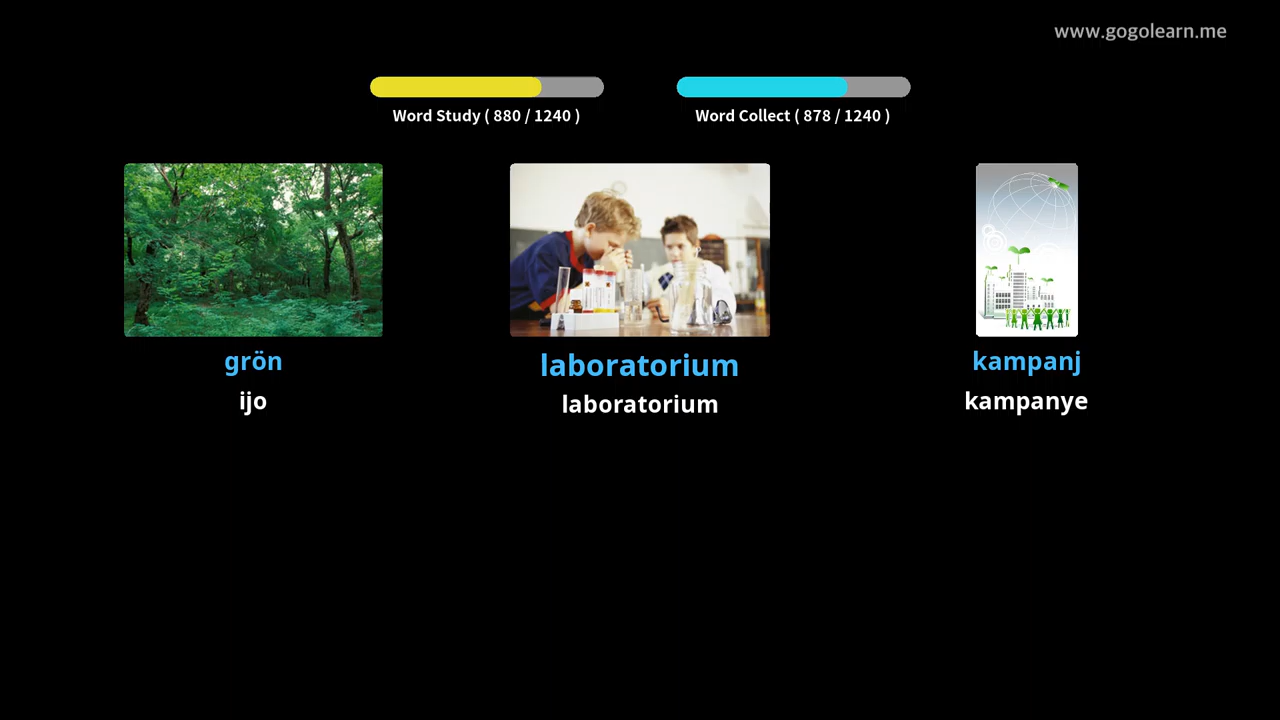 www.gogolearn.me
Word Study ( 880 / 1240 )
Word Collect ( 878 / 1240 )
grön
ijo
laboratorium
laboratorium
kampanj
kampanye